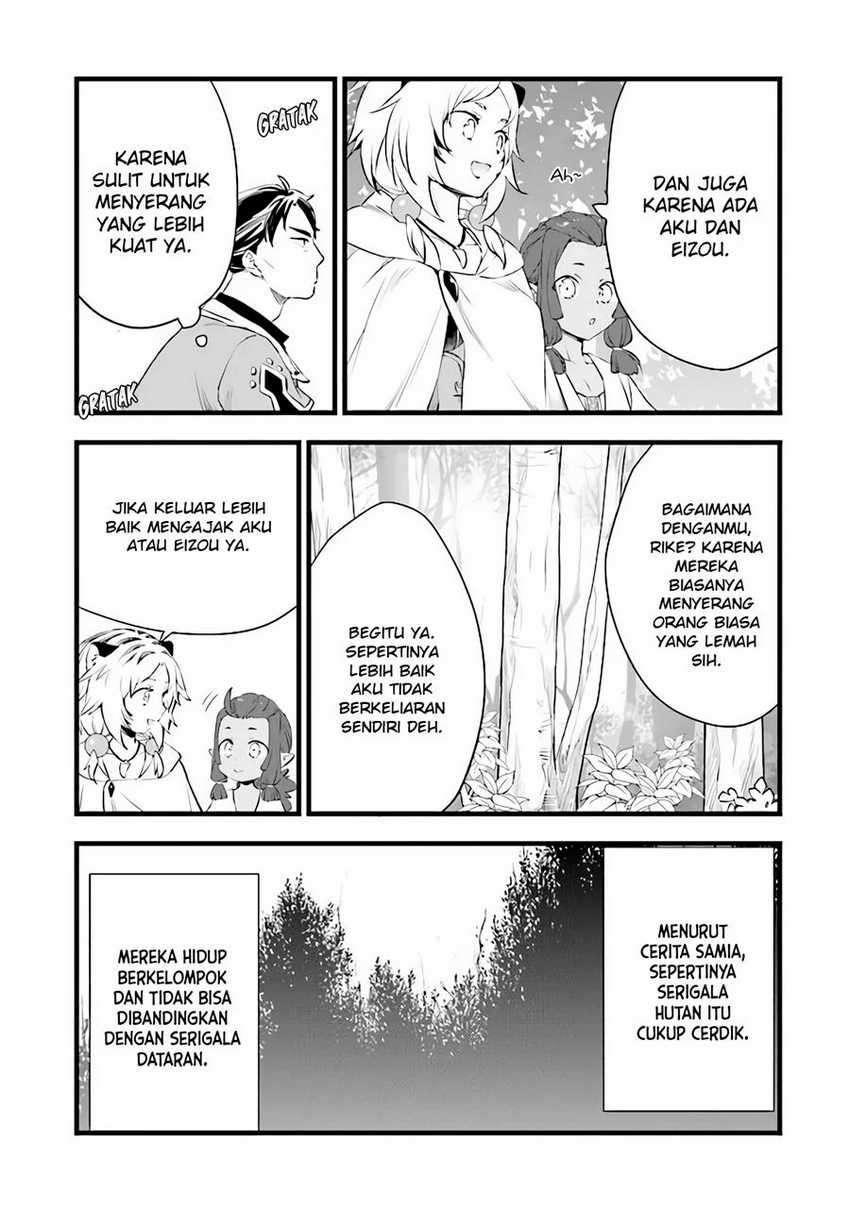 DAN JUGA
KARENA ADA
AKU DAN
EIZOU.
Ah~
GRATAK
KARENA
SULIT UNTUK
MENYERANG
YANG LEBIH
KUAT YA.
GRATAK
BAGAIMANA
DENGANMU,
RIKE? KARENA
MEREKA
BIASANYA
MENYERANG
ORANG BIASA
YANG LEMAH
SIH.
BEGITU YA.
SEPERTINYA
LEBIH BAIK
AKU TIDAK
BERKELIARAN
SENDIRI DEH.
JIKA KELUAR LEBIH
BAIK MENGAJAK AKU
ATAU EIZOU YA.
MENURUT
CERITA SAMIA,
SEPERTINYA
SERIGALA
HUTAN ITU
CUKUP CERDIK.
MEREKA HIDUP
BERKELOMPOK
DAN TIDAK BISA
DIBANDINGKAN
DENGAN SERIGALA
DATARAN.